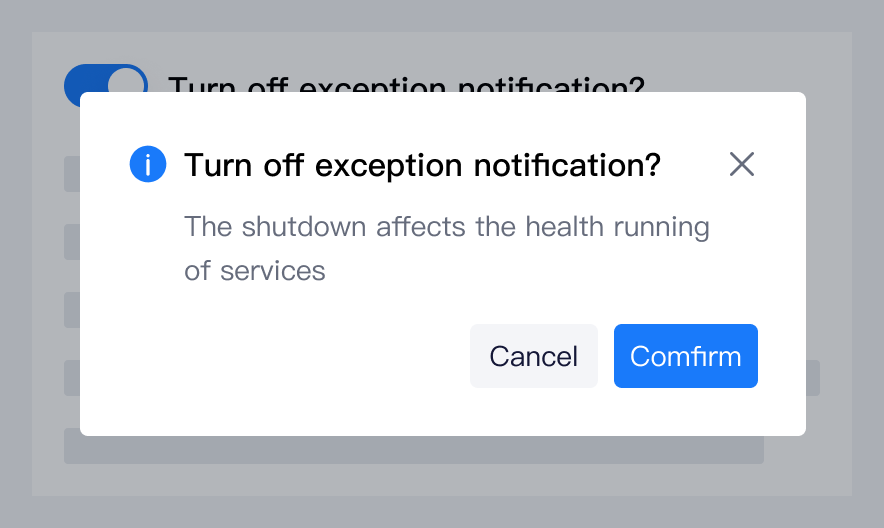 Turn off exception notification?
Turn off exception notification?
The shutdown affects the health running
of services
Cancel
Comfirm